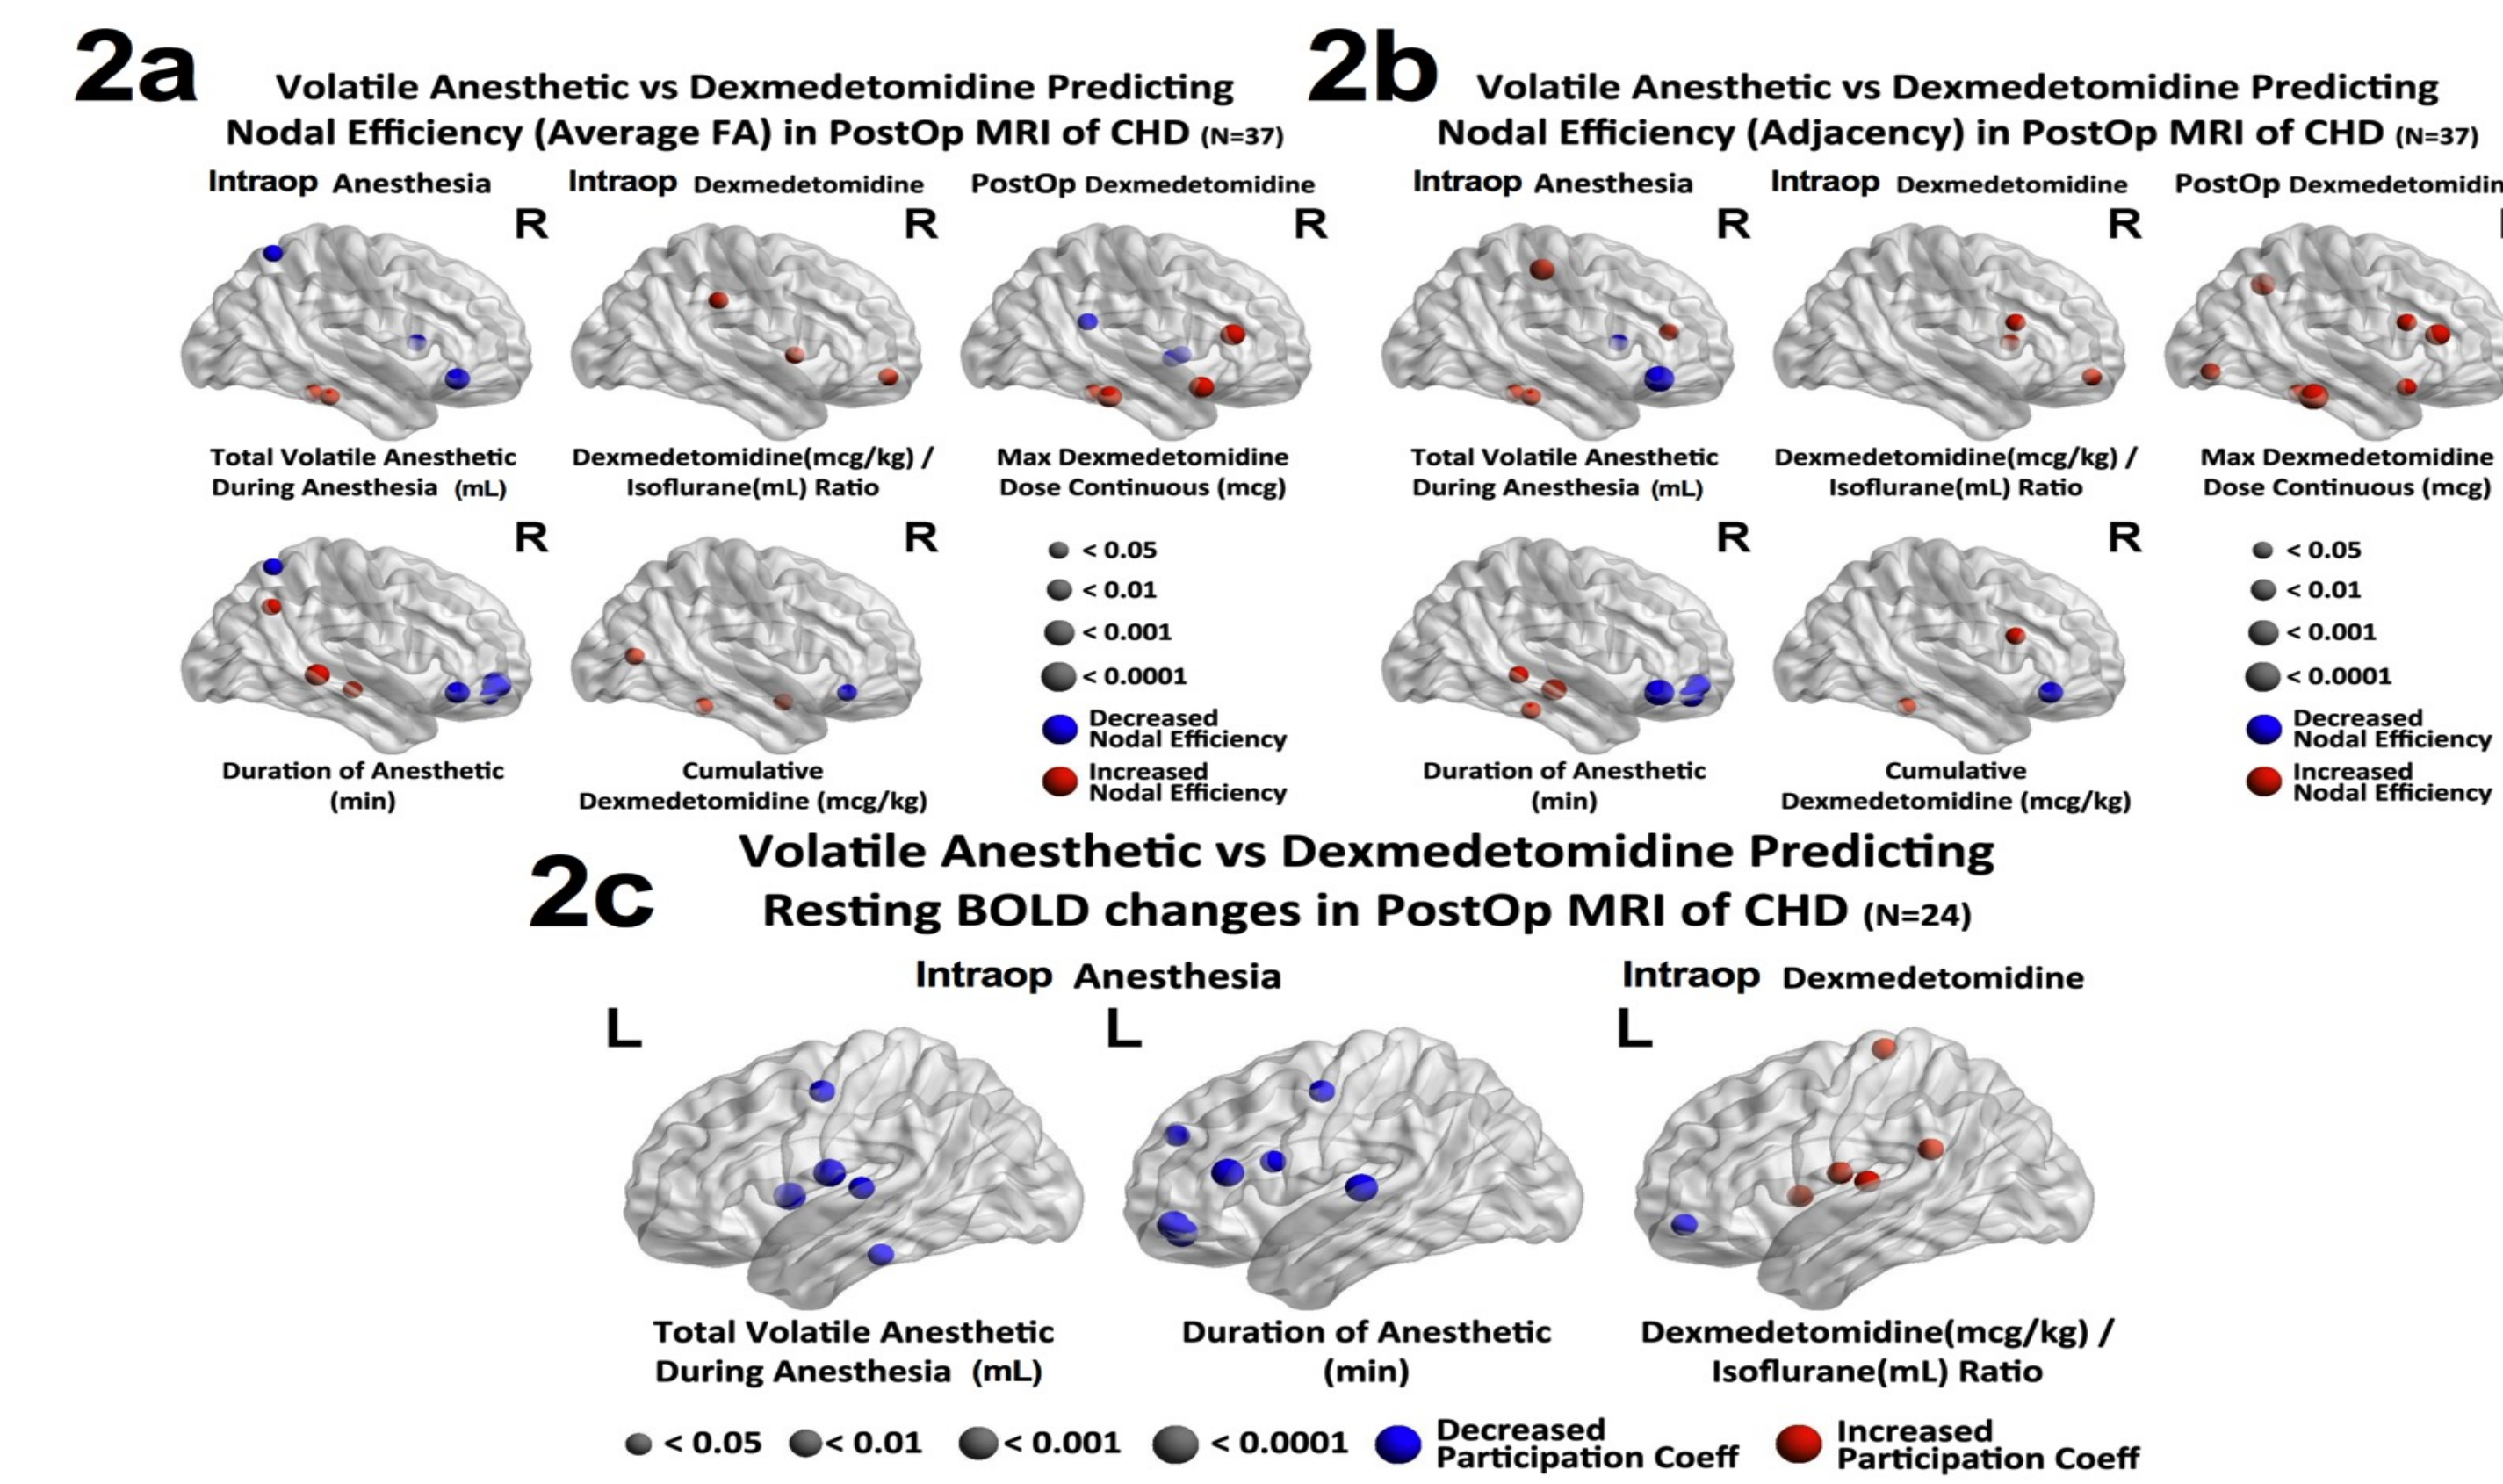 2a
Volatile Anesthetic vs Dexmedetomidine Predicting
Nodal Efficiency (Average FA) in PostOp MRI of CHD (N=37)
Intraop Anesthesia
Intraop Dexmedetomidine
PostOp Dexmedetomidine
R
R
R
Total Volatile Anesthetic
During Anesthesia (mL)
Dexmedetomidine(mcg/kg) /
Isoflurane(mL) Ratio
Max Dexmedetomidine
Dose Continuous (mcg)
R
R
Duration of Anesthetic
(min)
Cumulative
Dexmedetomidine (mcg/kg)
< 0.05
< 0.01
< 0.001
< 0.0001
Decreased
Nodal Efficiency
Increased
Nodal Efficiency
2b
Volatile Anesthetic vs Dexmedetomidine Predicting
Nodal Efficiency (Adjacency) in PostOp MRI of CHD (N=37)
Intraop Anesthesia
Intraop Dexmedetomidine
PostOp Dexmedetomidin
R
R
Total Volatile Anesthetic
During Anesthesia (mL)
Dexmedetomidine(mcg/kg) /
Isoflurane(mL) Ratio
Max Dexmedetomidine
Dose Continuous (mcg)
R
R
Duration of Anesthetic
(min)
Cumulative
Dexmedetomidine (mcg/kg)
< 0.05
< 0.01
< 0.001
< 0.0001
Decreased
Nodal Efficiency
Increased
Nodal Efficiency
2c
Volatile Anesthetic vs Dexmedetomidine Predicting
Resting BOLD changes in PostOp MRI of CHD (N=24)
Intraop Anesthesia
Intraop Dexmedetomidine
L
L
L
Total Volatile Anesthetic
During Anesthesia (mL)
Duration of Anesthetic
(min)
Dexmedetomidine(mcg/kg) /
Isoflurane(mL) Ratio
< 0.05
< 0.01
< 0.001
< 0.0001
Decreased
Participation Coeff
Increased
Participation Coeff